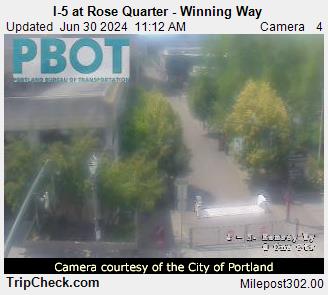 I-5 at Rose Quarter - Winning Way
Updated Jun 30 2024 11:12 AM Camera 4
PBOT
PORTLAND BUREAU OF TRANSPORTATION
Camera courtesy of the City of Portland
TripCheck.com Milepost302.00